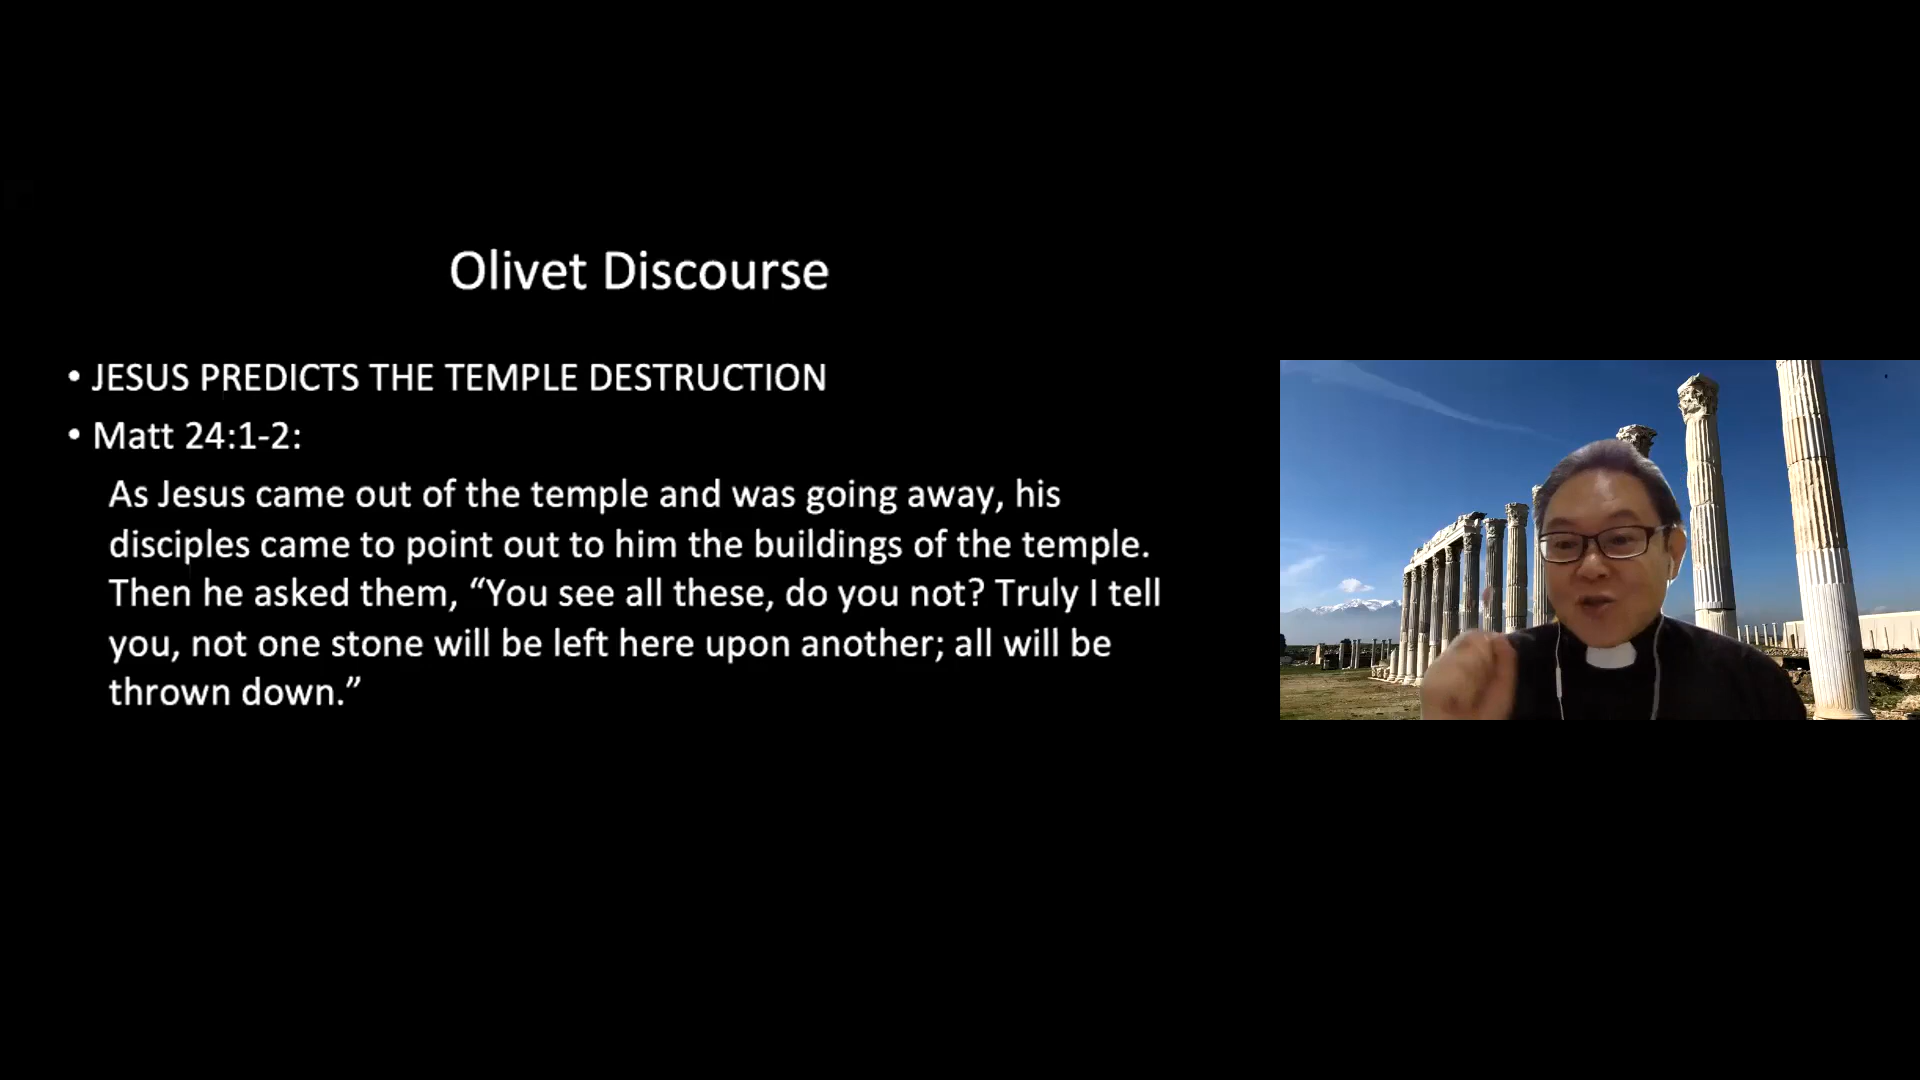 Olivet Discourse
• JESUS PREDICTS THE TEMPLE DESTRUCTION
• Matt 24:1-2:
As Jesus came out of the temple and was going away, his
disciples came to point out to him the buildings of the temple.
Then he asked them, “You see all these, do you not? Truly I tell
you, not one stone will be left here upon another; all will be
thrown down.”